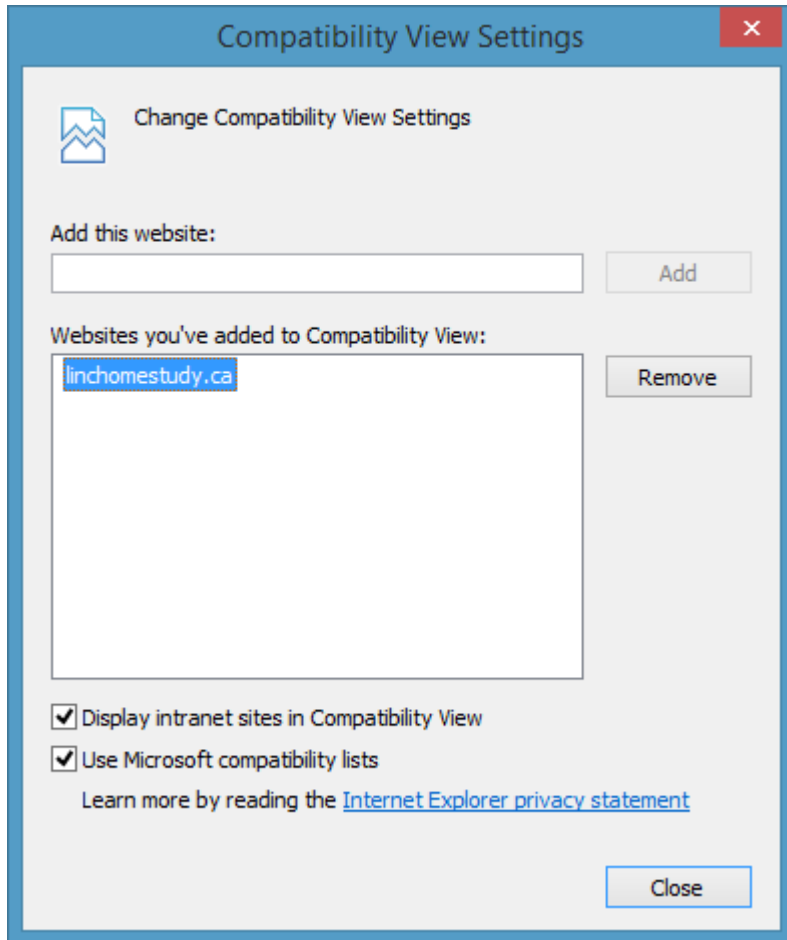 Compatibility View Settings
Change Compatibility View Settings
Add this website:
Add
Websites you've added to Compatibility View:
linchomestudy.ca
Remove
Display intranet sites in Compatibility View
Use Microsoft compatibility lists
Learn more by reading the Internet Explorer privacy statement
Close